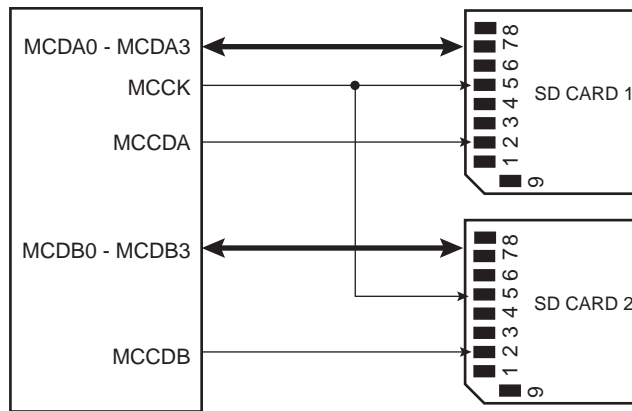 MCDA0 - MCDA3
MCCK
MCCDA
MCDB0 - MCDB3
MCCDB
8
7
6
5
4
3
2
1
9
SD CARD 1
8
7
6
5
4
3
2
1
9
SD CARD 2